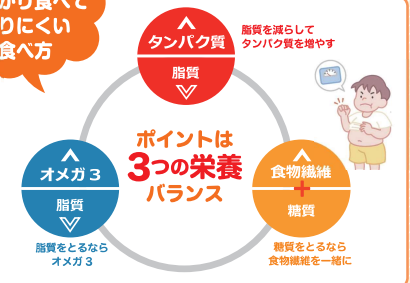 かり食べて
りにくい
食べ方
タンパク質
脂質
脂質を減らして
タンパク質を増やす
ポイントは
3つの栄養
バランス
オメガ3
脂質
脂質をとるなら
オメガ3
食物繊維
+
糖質
糖質をとるなら
食物繊維を一緒に